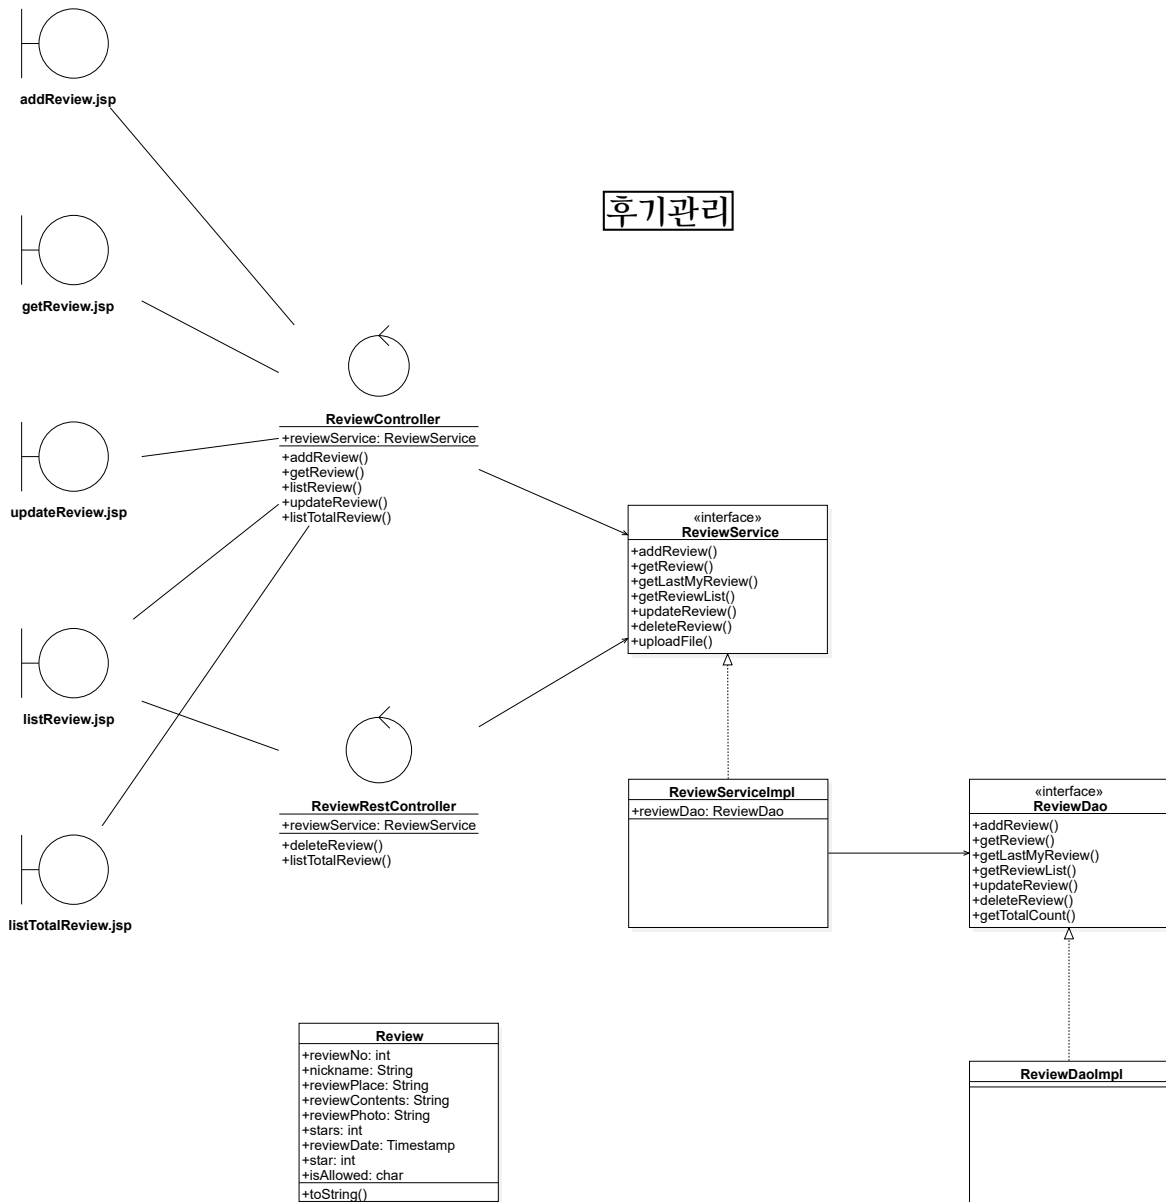 addReview.jsp
후기관리
getReview.jsp
updateReview.jsp
listReview.jsp
listTotalReview.jsp
ReviewController
+reviewService: ReviewService
+addReview()
+getReview()
+listReview()
+updateReview()
+listTotalReview()
ReviewRestController
+reviewService: ReviewService
+deleteReview()
+listTotalReview()
«interface»
ReviewService
+addReview()
+getReview()
+getLastMyReview()
+getReviewList()
+updateReview()
+deleteReview()
+uploadFile()
ReviewServiceImpl
+reviewDao: ReviewDao
«interface»
ReviewDao
+addReview()
+getReview()
+getLastMyReview()
+getReviewList()
+updateReview()
+deleteReview()
+getTotalCount()
ReviewDaoImpl
Review
+reviewNo: int
+nickname: String
+reviewPlace: String
+reviewContents: String
+reviewPhoto: String
+stars: int
+reviewDate: Timestamp
+star: int
+isAllowed: char
+toString()